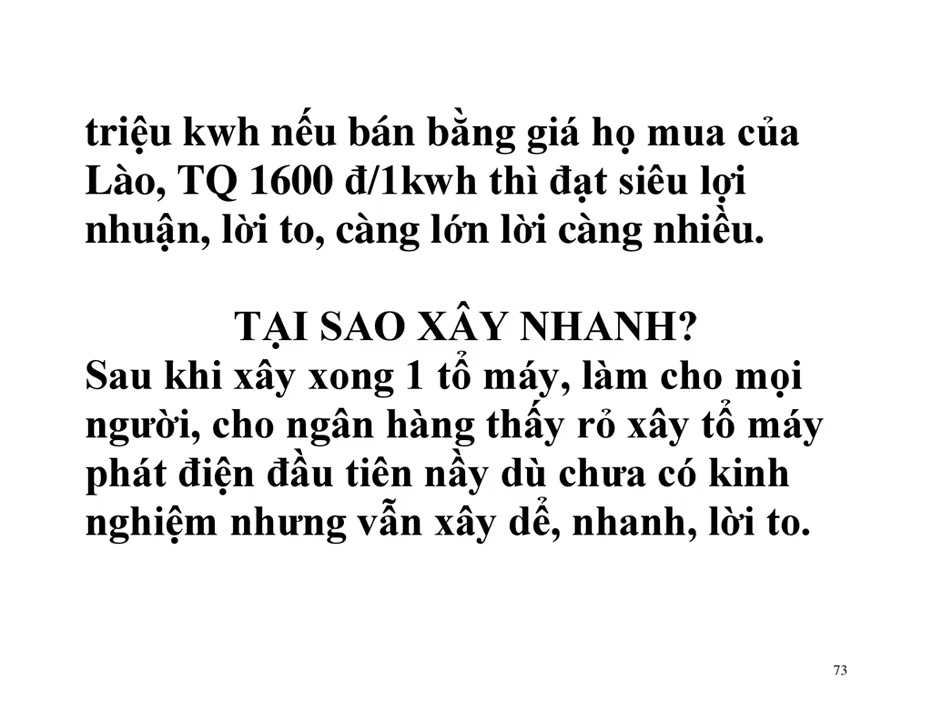 triệu kwh nếu bán bằng giá họ mua của
Lào, TQ 1600 đ/1kwh thì đạt siêu lợi
nhuận, lời to, càng lớn lời càng nhiều.
TẠI SAO XÂY NHANH?
Sau khi xây xong 1 tổ máy, làm cho mọi
người, cho ngân hàng thấy rỏ xây tổ máy
phát điện đầu tiên nầy dù chưa có kinh
nghiệm nhưng vẫn xây dể, nhanh, lời to.
73